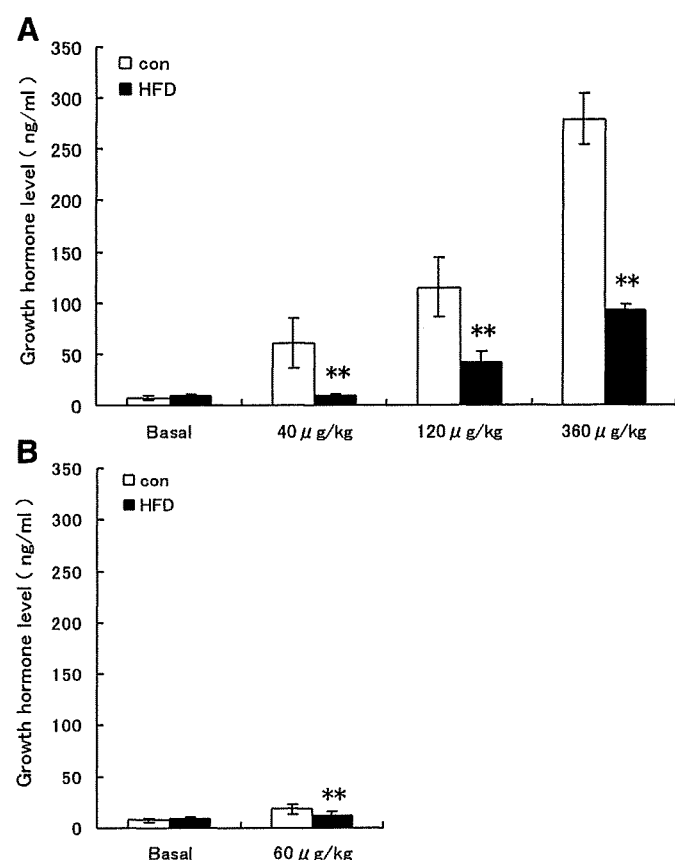 A
350
300
250
200
150
100
50
0
Growth hormone level ( ng/ml )
con
HFD
**
**
**
Basal
40 μ g/kg
120 μ g/kg
360 μ g/kg
B
350
300
250
200
150
100
50
0
Growth hormone level ( ng/ml )
con
HFD
**
Basal
60 μ g/kg